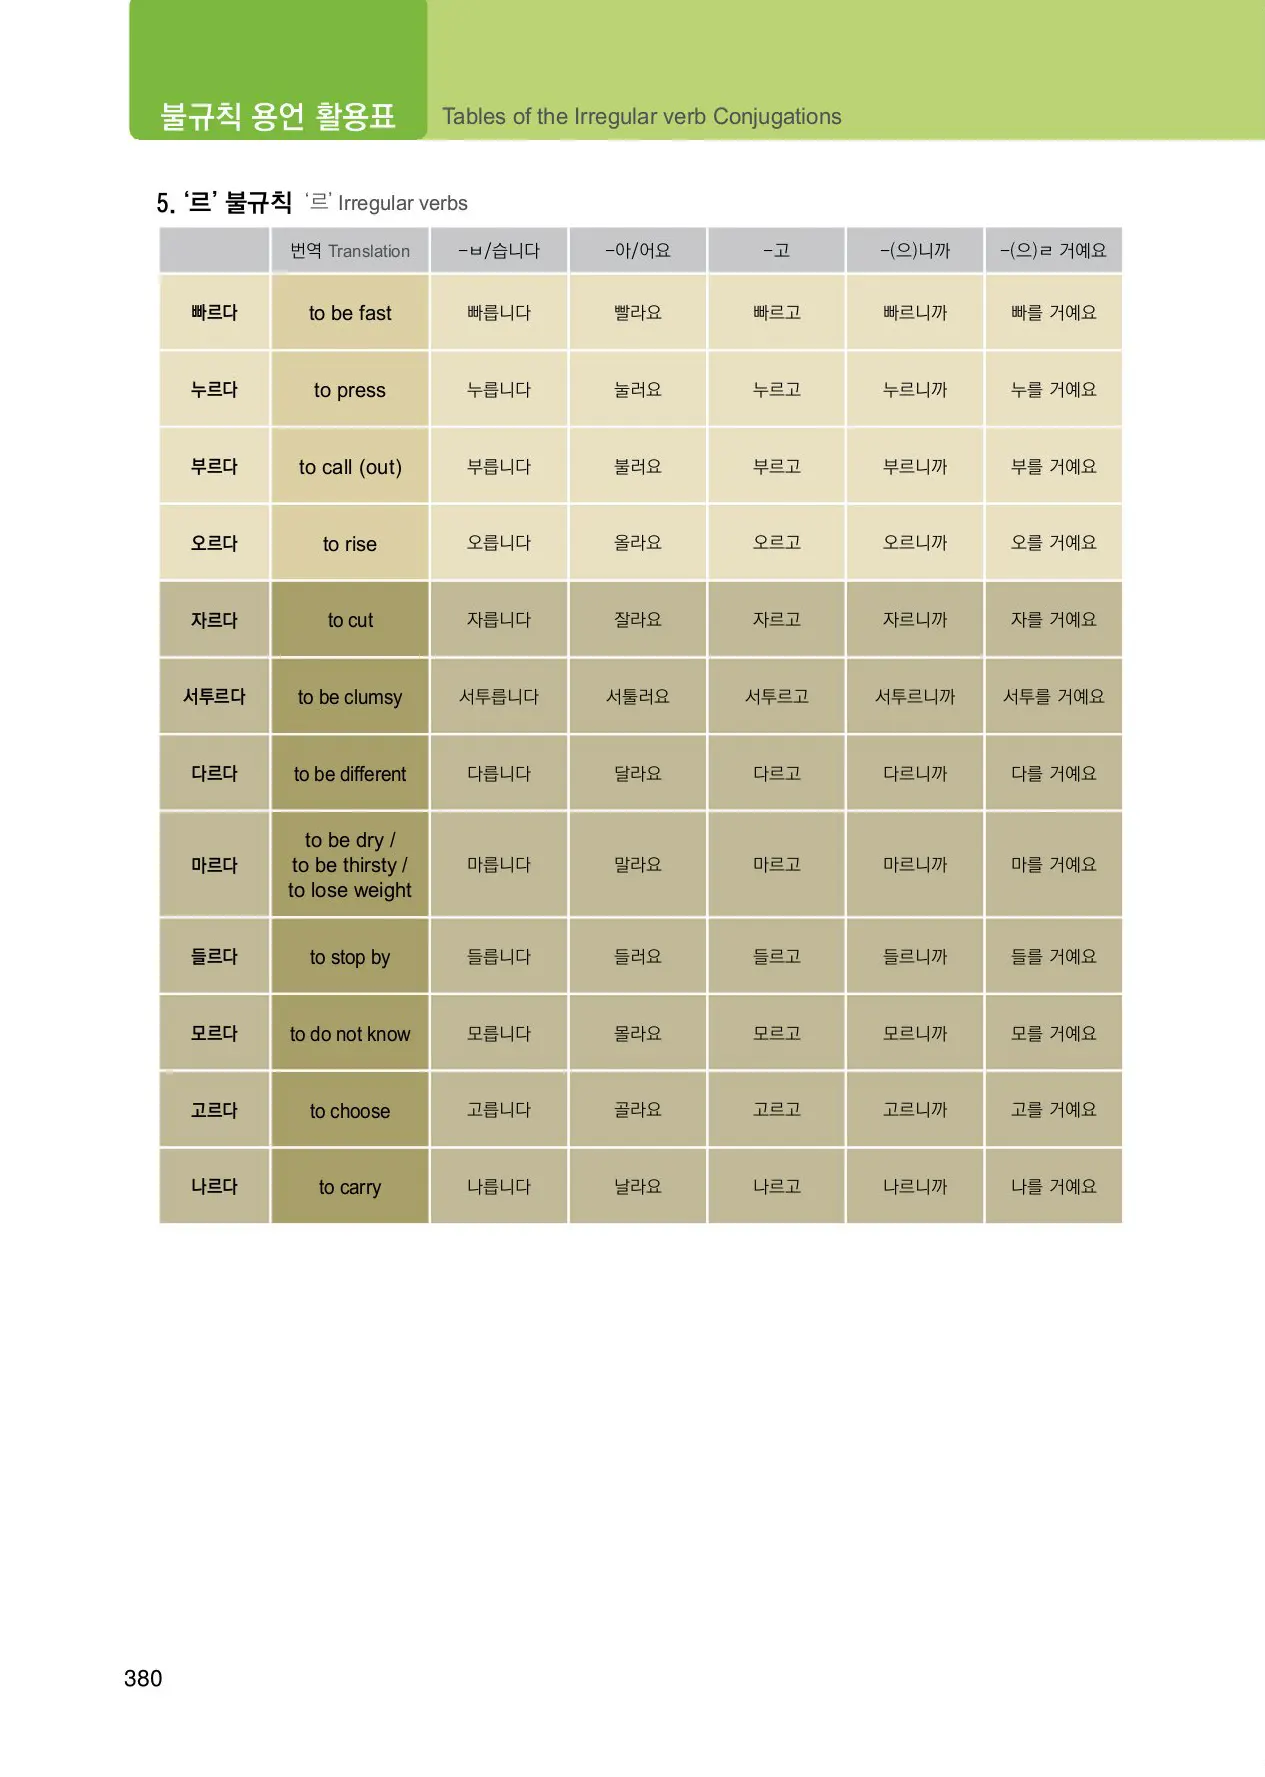 불규칙 용언 활용표 Tables of the Irregular verb Conjugations
5. ‘르’ 불규칙 ‘르’ Irregular verbs
번역 Translation -ㅂ/습니다 -아/어요 -고 -(으)니까 -(으)ㄹ 거예요
빠르다 to be fast 빠릅니다 빨라요 빠르고 빠르니까 빠를 거예요
누르다 to press 누릅니다 눌러요 누르고 누르니까 누를 거예요
부르다 to call (out) 부릅니다 불러요 부르고 부르니까 부를 거예요
오르다 to rise 오릅니다 올라요 오르고 오르니까 오를 거예요
자르다 to cut 자릅니다 잘라요 자르고 자르니까 자를 거예요
서투르다 to be clumsy 서투릅니다 서툴러요 서투르고 서투르니까 서투를 거예요
다르다 to be different 다릅니다 달라요 다르고 다르니까 다를 거예요
마르다 to be dry /
to be thirsty /
to lose weight 마릅니다 말라요 마르고 마르니까 마를 거예요
들르다 to stop by 들릅니다 들러요 들르고 들르니까 들를 거예요
모르다 to do not know 모릅니다 몰라요 모르고 모르니까 모를 거예요
고르다 to choose 고릅니다 골라요 고르고 고르니까 고를 거예요
나르다 to carry 나릅니다 날라요 나르고 나르니까 나를 거예요
380